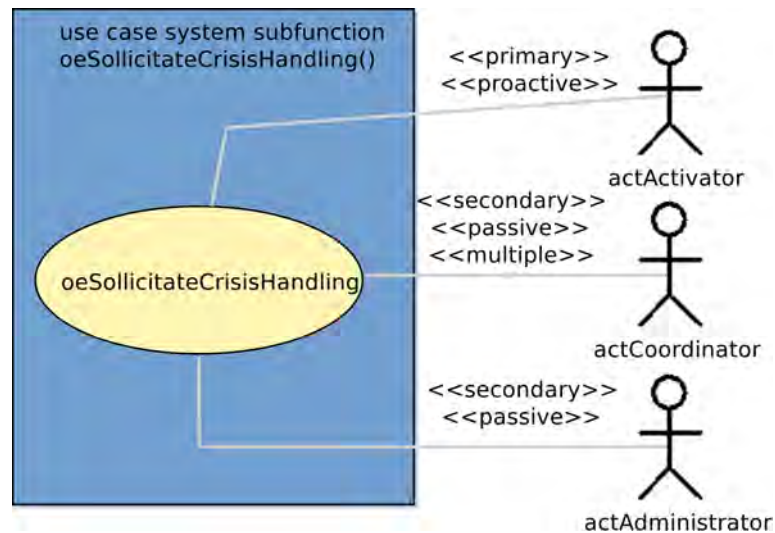 use case system subfunction
oeSollicitateCrisisHandling()
<<primary>>
<<proactive>>
actActivator
<<secondary>>
<<passive>>
<<multiple>>
oeSollicitateCrisisHandling
actCoordinator
<<secondary>>
<<passive>>
actAdministrator